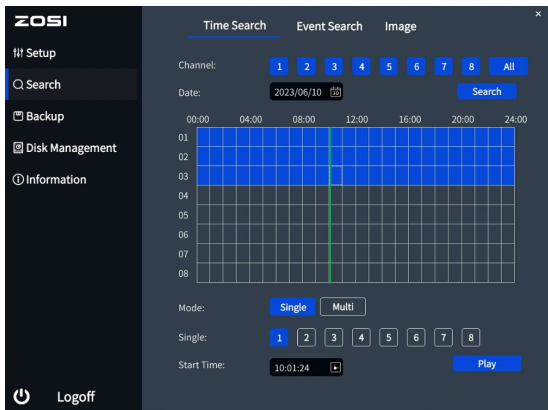 ZOSI
Setup
Search
Backup
Disk Management
Information
Logoff
×
Time Search Event Search Image
Channel: 1 2 3 4 5 6 7 8 All
Date: 2023/06/10 Search
00:00 04:00 08:00 12:00 16:00 20:00 24:00
01
02
03
04
05
06
07
08
Mode: Single Multi
Single: 1 2 3 4 5 6 7 8
Start Time: 10:01:24 Play